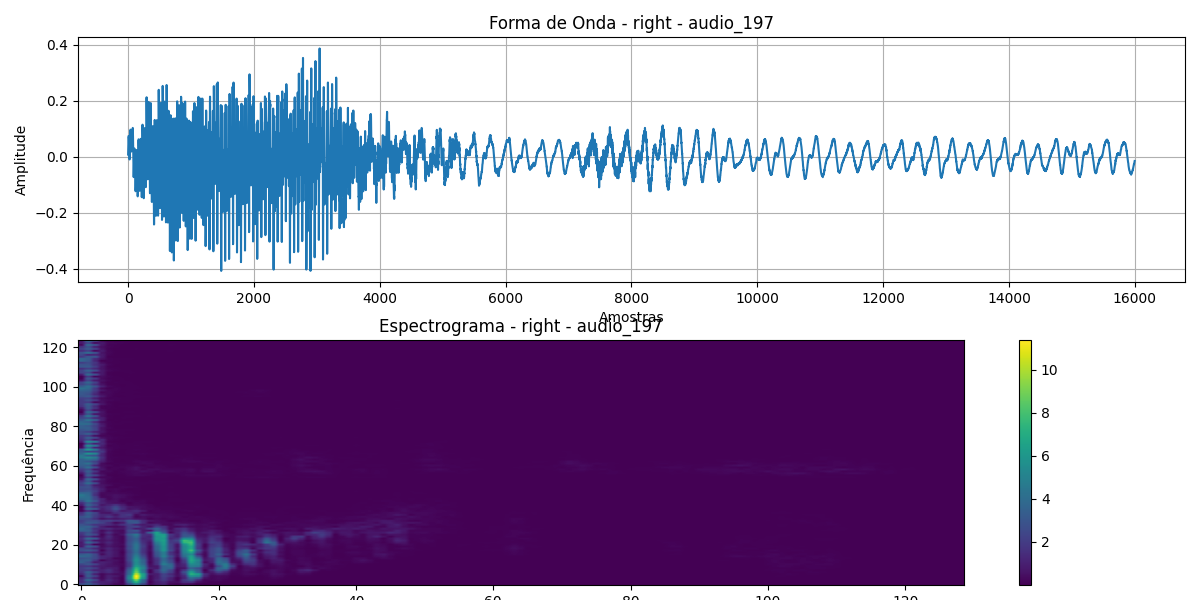 Forma de Onda - right - audio_197
Amplitude
0.4
0.2
0.0
−0.2
−0.4
0 2000 4000 6000 8000 10000 12000 14000 16000
Amostras
Espectrograma - right - audio_197
Frequência
120
100
80
60
40
20
0
0 20 40 60 80 100 120
10
8
6
4
2